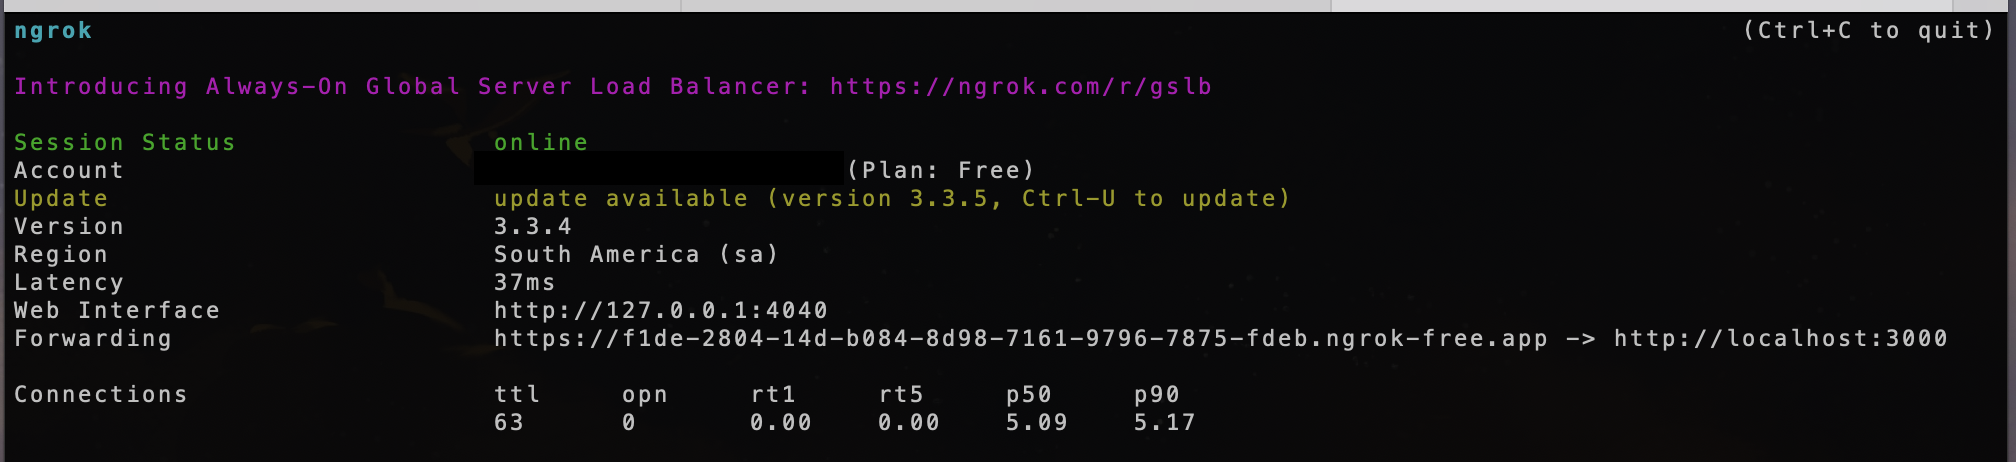 ngrok (Ctrl+C to quit)
Introducing Always-On Global Server Load Balancer: https://ngrok.com/r/gslb
Session Status online
Account (Plan: Free)
Update update available (version 3.3.5, Ctrl-U to update)
Version 3.3.4
Region South America (sa)
Latency 37ms
Web Interface http://127.0.0.1:4040
Forwarding https://f1de-2804-14d-b084-8d98-7161-9796-7875-fdeb.ngrok-free.app -> http://localhost:3000
Connections ttl opn rt1 rt5 p50 p90
63 0 0.00 0.00 5.09 5.17